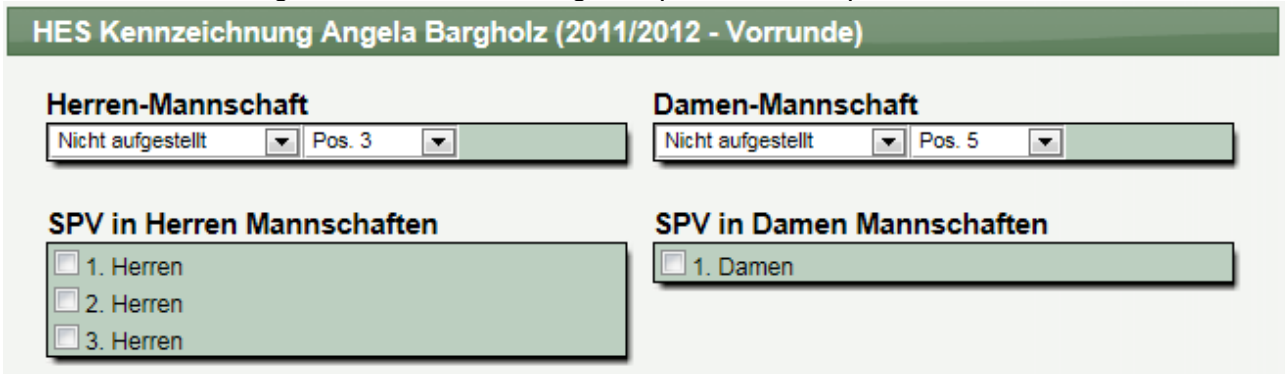 HES Kennzeichnung Angela Bargholz (2011/2012 - Vorrunde)
Herren-Mannschaft
Nicht aufgestellt Pos. 3
Damen-Mannschaft
Nicht aufgestellt Pos. 5
SPV in Herren Mannschaften
1. Herren
2. Herren
3. Herren
SPV in Damen Mannschaften
1. Damen